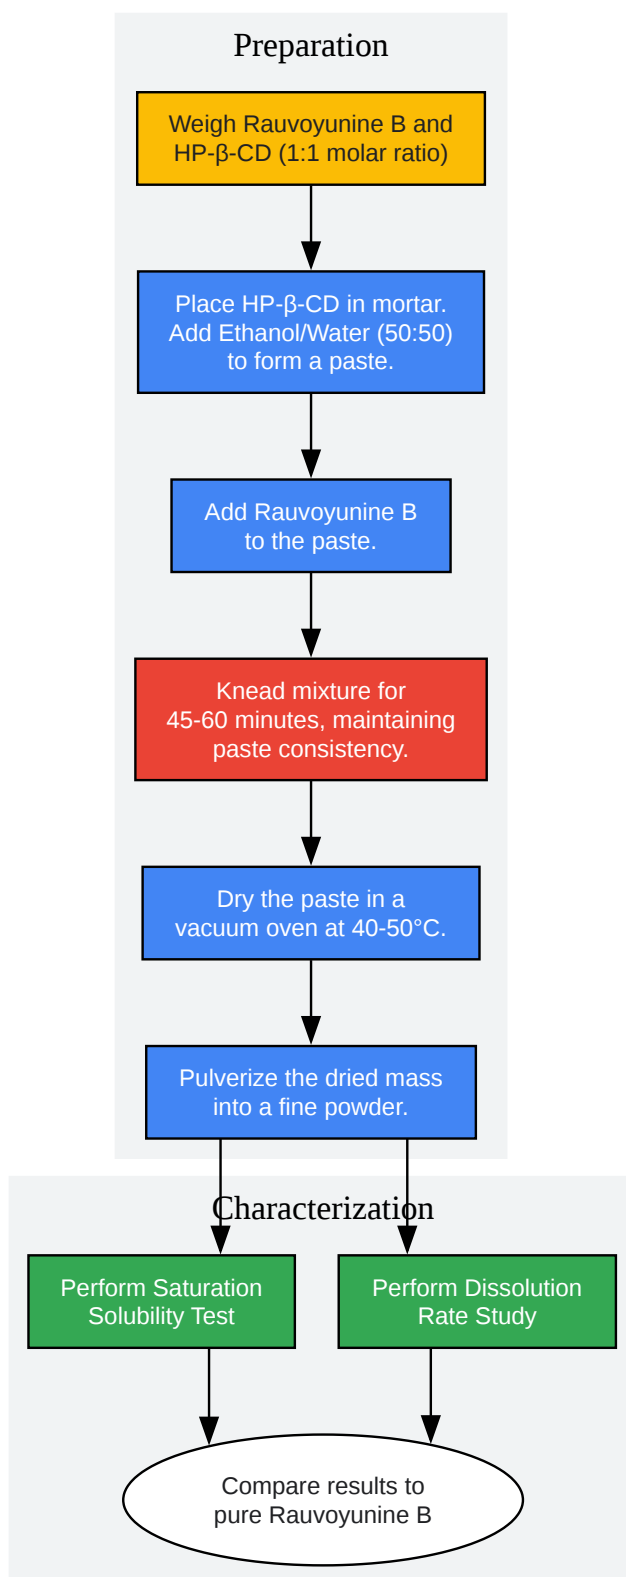 Preparation
Weigh Rauvoyunine B and
HP-β-CD (1:1 molar ratio)
Place HP-β-CD in mortar.
Add Ethanol/Water (50:50)
to form a paste.
Add Rauvoyunine B
to the paste.
Knead mixture for
45-60 minutes, maintaining
paste consistency.
Dry the paste in a
vacuum oven at 40-50°C.
Pulverize the dried mass
into a fine powder.
Characterization
Perform Saturation
Solubility Test
Perform Dissolution
Rate Study
Compare results to
pure Rauvoyunine B